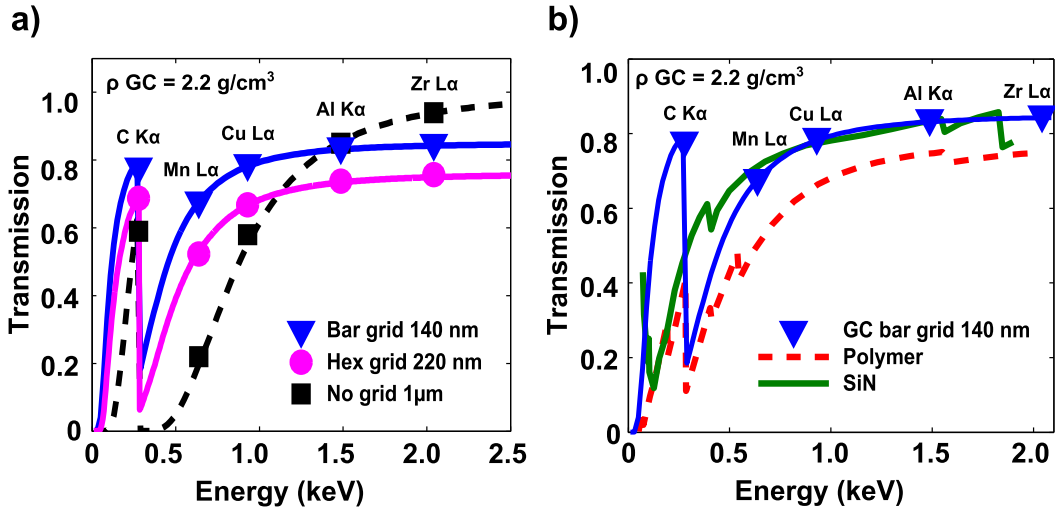 a)
ρ GC = 2.2 g/cm³
Zr Lα
Al Kα
C Kα
Cu Lα
Mn Lα
Transmission
1.0
0.8
0.6
0.4
0.2
0
Bar grid 140 nm
Hex grid 220 nm
No grid 1µm
0 0.5 1.0 1.5 2.0 2.5
Energy (keV)
b)
ρ GC = 2.2 g/cm³
Zr Lα
Al Kα
C Kα
Cu Lα
Mn Lα
Transmission
1.0
0.8
0.6
0.4
0.2
0
GC bar grid 140 nm
Polymer
SiN
0 0.5 1.0 1.5 2.0
Energy (keV)